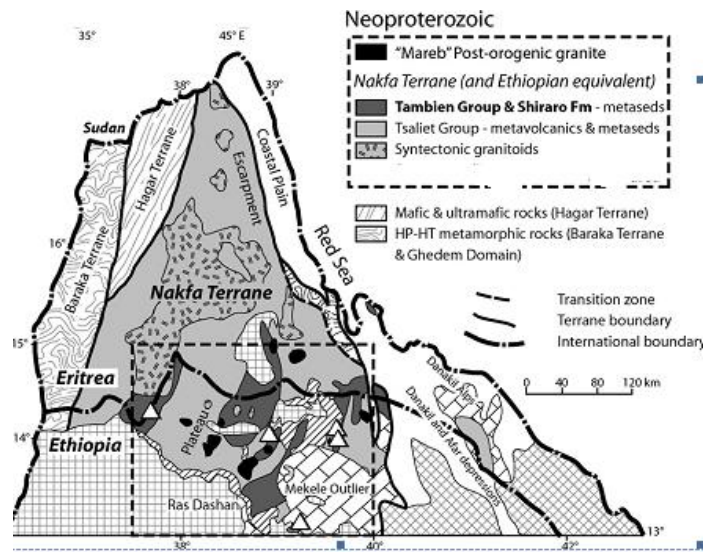 Neoproterozoic
"Mareb" Post-orogenic granite
Nakfa Terrane (and Ethiopian equivalent)
Tambien Group & Shiraro Fm - metaseds
Tsaliet Group - metavolcanics & metaseds
Syntectonic granitoids
Mafic & ultramafic rocks (Hagar Terrane)
HP-HT metamorphic rocks (Baraka Terrane
& Ghedem Domain)
Transition zone
Terrane boundary
International boundary
0 40 80 120 km
35°
45° E
38°
39°
Sudan
Hagar Terrane
Escarpment
Coastal Plain
16°
Baraka Terrane
Red Sea
Nakfa Terrane
15°
Eritrea
Danakil Alps
Plateau
14°
Ethiopia
Danakil and Afar depressions
Ras Dashan
Mekele Outlier
13°
38°
40°
42°